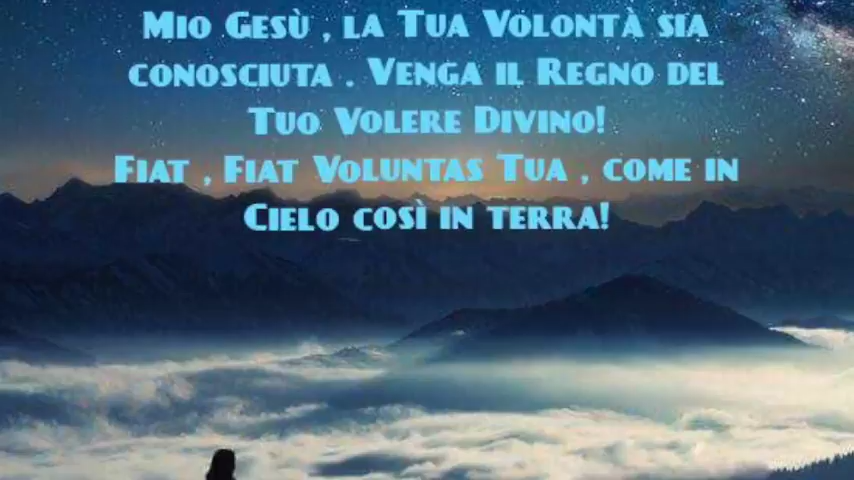 Mio Gesù , la Tua Volontà sia
conosciuta . Venga il Regno del
Tuo Volere Divino!
Fiat , Fiat Voluntas Tua , come in
Cielo così in terra!